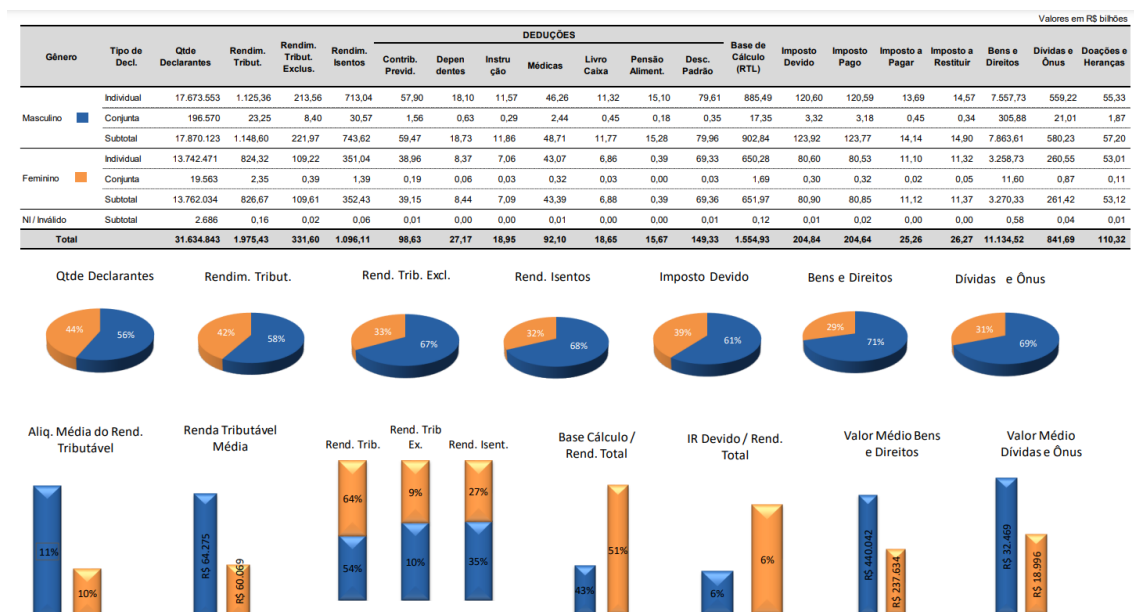 Valores em R$ bilhões
DEDUÇÕES
Gênero Tipo de Decl. Qtde Declarantes Rendim. Tribut. Rendim. Tribut. Exclus. Rendim. Isentos Contrib. Previd. Depen dentes Instru ção Médicas Livro Caixa Pensão Aliment. Desc. Padrão Base de Cálculo (RTL) Imposto Devido Imposto Pago Imposto a Pagar Imposto a Restituir Bens e Direitos Dívidas e Ônus Doações e Heranças
Individual 17.673.553 1.125,36 213,56 713,04 57,90 18,10 11,57 46,26 11,32 15,10 79,61 885,49 120,60 120,59 13,69 14,57 7.557,73 559,22 55,33
Masculino Conjunta 196.570 23,25 8,40 30,57 1,56 0,63 0,29 2,44 0,45 0,18 0,35 17,35 3,32 3,18 0,45 0,34 305,88 21,01 1,87
Subtotal 17.870.123 1.148,60 221,97 743,62 59,47 18,73 11,86 48,71 11,77 15,28 79,96 902,84 123,92 123,77 14,14 14,90 7.863,61 580,23 57,20
Individual 13.742.471 824,32 109,22 351,04 38,96 8,37 7,06 43,07 6,86 0,39 69,33 650,28 80,60 80,53 11,10 11,32 3.258,73 260,55 53,01
Feminino Conjunta 19.563 2,35 0,39 1,39 0,19 0,06 0,03 0,32 0,03 0,00 0,03 1,69 0,30 0,32 0,02 0,05 11,60 0,87 0,11
Subtotal 13.762.034 826,67 109,61 352,43 39,15 8,44 7,09 43,39 6,88 0,39 69,36 651,97 80,90 80,85 11,12 11,37 3.270,33 261,42 53,12
NI / Inválido Subtotal 2.686 0,16 0,02 0,06 0,01 0,00 0,00 0,01 0,00 0,00 0,01 0,12 0,01 0,02 0,00 0,00 0,58 0,04 0,01
Total 31.634.843 1.975,43 331,60 1.096,11 98,63 27,17 18,95 92,10 18,65 15,67 149,33 1.554,93 204,84 204,64 25,26 26,27 11.134,52 841,69 110,32
Qtde Declarantes Rendim. Tribut. Rend. Trib. Excl. Rend. Isentos Imposto Devido Bens e Direitos Dívidas e Ônus
44% 56% 42% 58% 33% 67% 32% 68% 39% 61% 29% 71% 31% 69%
Aliq. Média do Rend. Tributável
11% 10%
Renda Tributável Média
R$ 64.275 R$ 60.069
Rend. Trib. Rend. Trib Ex. Rend. Isent.
64% 9% 27%
54% 10% 35%
Base Cálculo / Rend. Total
43% 51%
IR Devido / Rend. Total
6% 6%
Valor Médio Bens e Direitos
R$ 440.042 R$ 237.634
Valor Médio Dívidas e Ônus
R$ 32.469 R$ 18.996